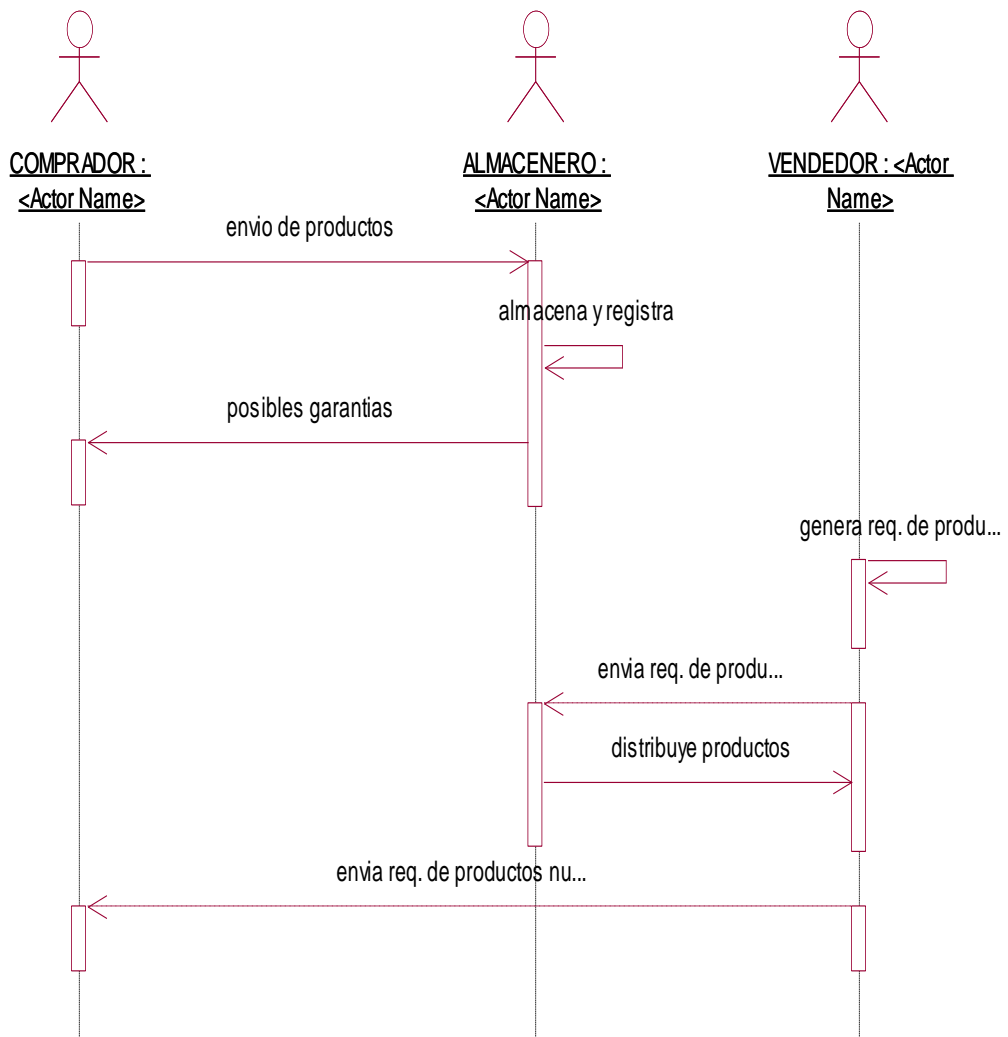 COMPRADOR :
<Actor Name>
ALMACENERO :
<Actor Name>
VENDEDOR : <Actor
Name>
envio de productos
almacena y registra
posibles garantias
genera req. de produ...
envia req. de produ...
distribuye productos
envia req. de productos nu...